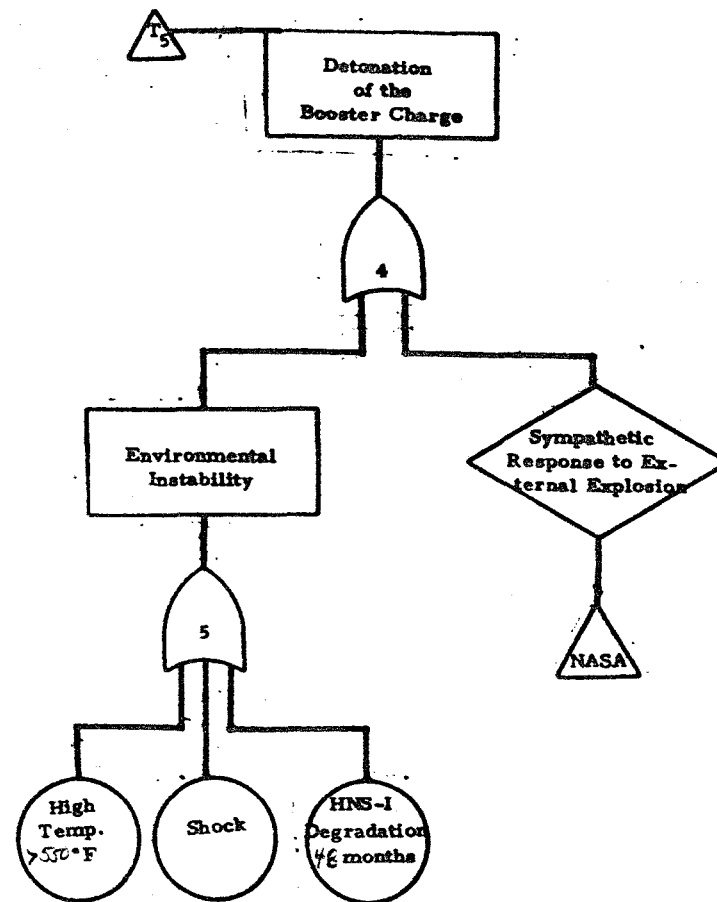 T5
Detonation
of the
Booster Charge
4
Environmental
Instability
Sympathetic
Response to Ex-
ternal Explosion
5
NASA
High
Temp.
>550°F
Shock
HNS-I
Degradation
48 months